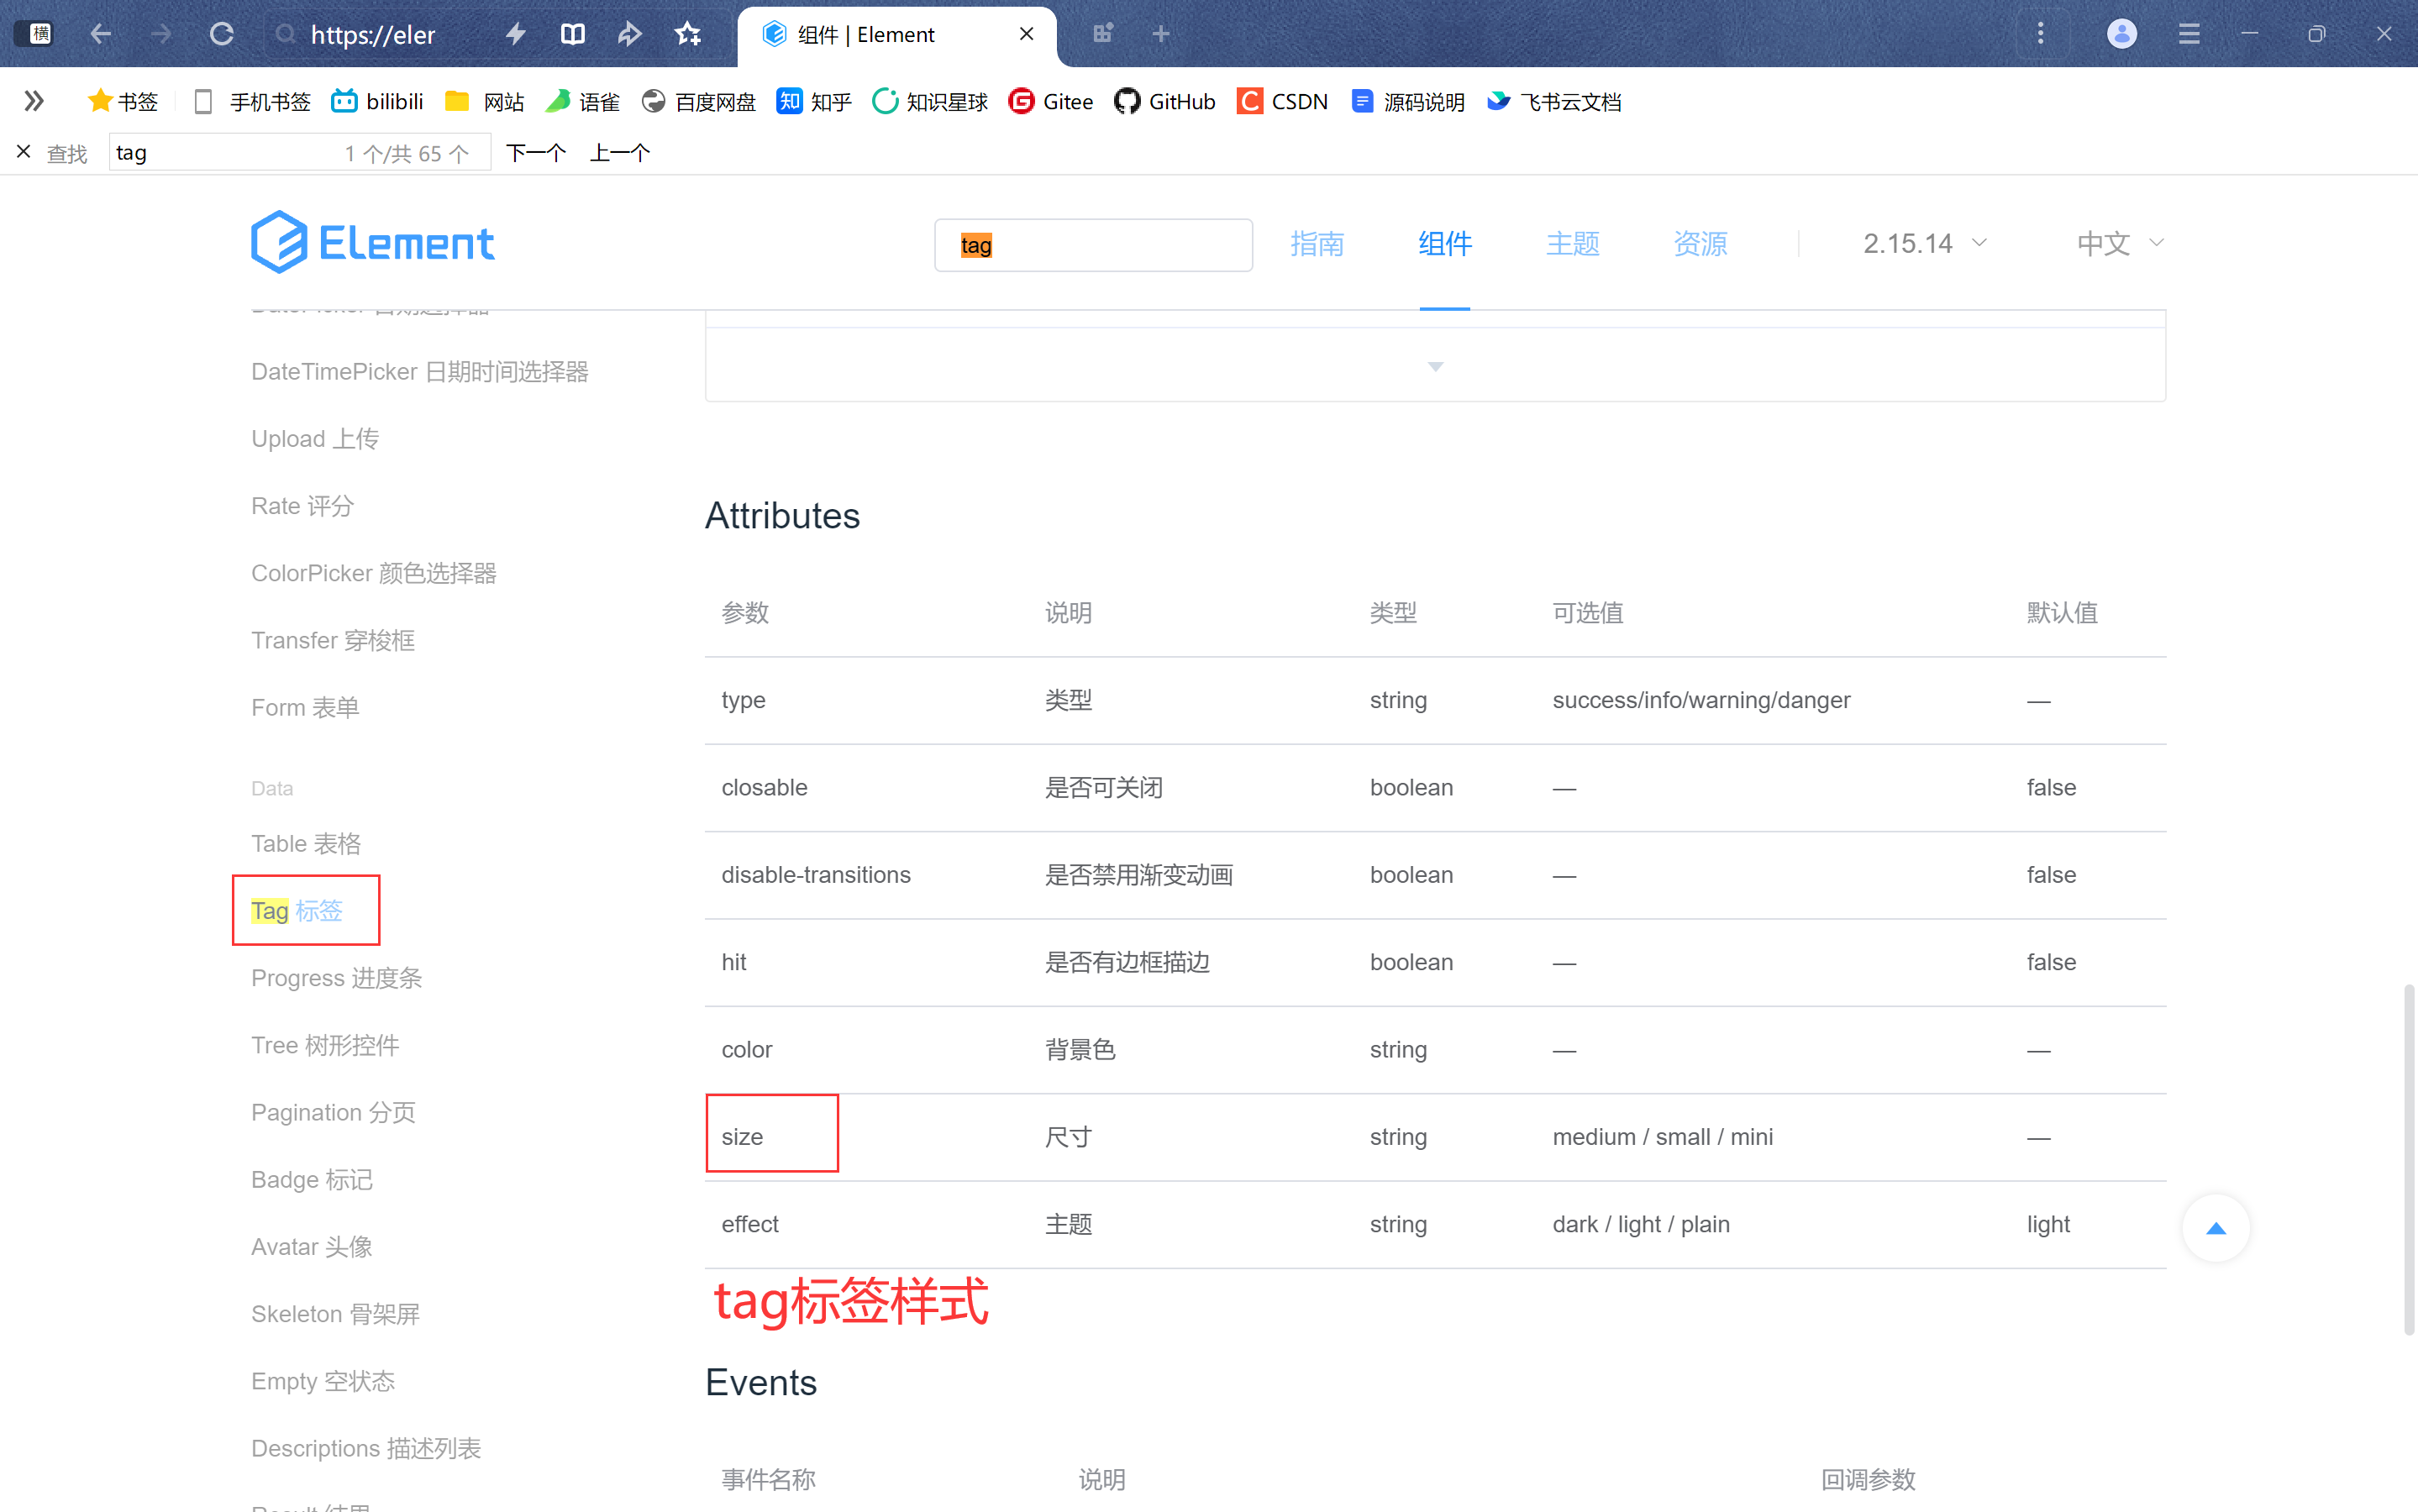 横
https://eler
组件 | Element
书签
手机书签
bilibili
网站
语雀
百度网盘
知 知乎
知识星球
Gitee
GitHub
CSDN
源码说明
飞书云文档
查找
tag
1 个/共 65 个
下一个
上一个
Element
tag
指南
组件
主题
资源
2.15.14
中文
DatePicker 日期选择器
DateTimePicker 日期时间选择器
Upload 上传
Rate 评分
ColorPicker 颜色选择器
Transfer 穿梭框
Form 表单
Data
Table 表格
Tag 标签
Progress 进度条
Tree 树形控件
Pagination 分页
Badge 标记
Avatar 头像
Skeleton 骨架屏
Empty 空状态
Descriptions 描述列表
Result 结果
Attributes
参数 说明 类型 可选值 默认值
type 类型 string success/info/warning/danger —
closable 是否可关闭 boolean — false
disable-transitions 是否禁用渐变动画 boolean — false
hit 是否有边框描边 boolean — false
color 背景色 string — —
size 尺寸 string medium / small / mini —
effect 主题 string dark / light / plain light
tag标签样式
Events
事件名称 说明 回调参数